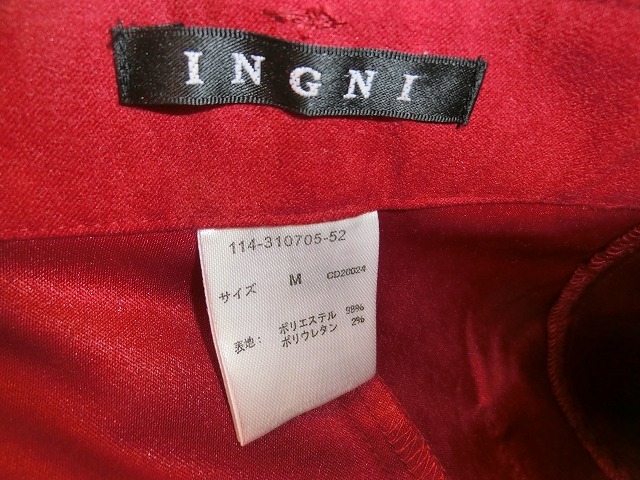 INGNI
114-310705-52
サイズ M CD20024
表地: ポリエステル 98%
ポリウレタン 2%